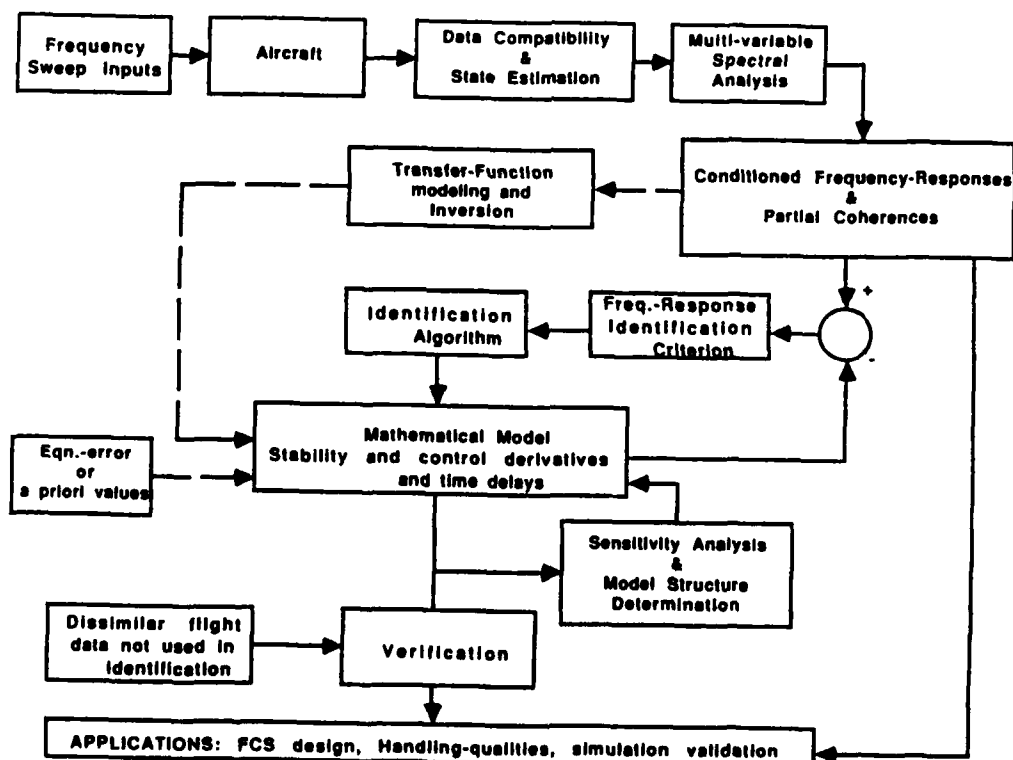 Frequency
Sweep Inputs
Aircraft
Data Compatibility
&
State Estimation
Multi-variable
Spectral
Analysis
Transfer-Function
modeling and
Inversion
Conditioned Frequency-Responses
&
Partial Coherences
+
-
Identification
Algorithm
Freq.-Response
Identification
Criterion
Mathematical Model
Stability and control derivatives
and time delays
Eqn.-error
or
a priori values
Sensitivity Analysis
&
Model Structure
Determination
Dissimilar flight
data not used in
identification
Verification
APPLICATIONS: FCS design, Handling-qualities, simulation validation